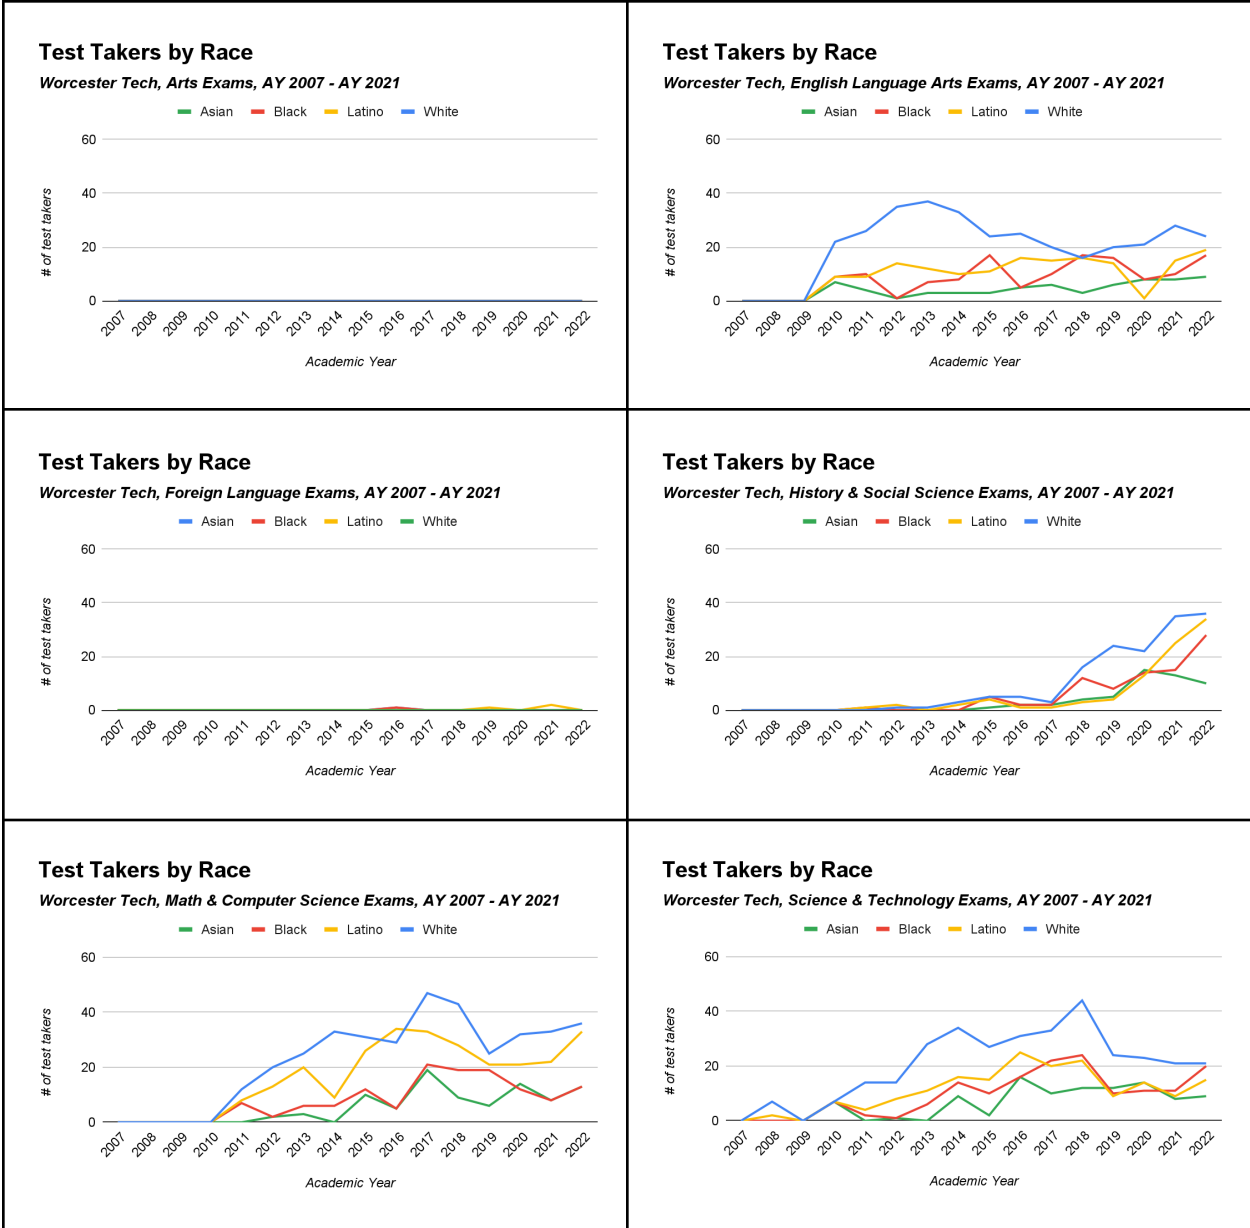 Test Takers by Race
Worcester Tech, Arts Exams, AY 2007 - AY 2021
Asian Black Latino White
60
40
20
0
# of test takers
2007 2008 2009 2010 2011 2012 2013 2014 2015 2016 2017 2018 2019 2020 2021 2022
Academic Year
Test Takers by Race
Worcester Tech, English Language Arts Exams, AY 2007 - AY 2021
Asian Black Latino White
60
40
20
0
# of test takers
2007 2008 2009 2010 2011 2012 2013 2014 2015 2016 2017 2018 2019 2020 2021 2022
Academic Year
Test Takers by Race
Worcester Tech, Foreign Language Exams, AY 2007 - AY 2021
Asian Black Latino White
60
40
20
0
# of test takers
2007 2008 2009 2010 2011 2012 2013 2014 2015 2016 2017 2018 2019 2020 2021 2022
Academic Year
Test Takers by Race
Worcester Tech, History & Social Science Exams, AY 2007 - AY 2021
Asian Black Latino White
60
40
20
0
# of test takers
2007 2008 2009 2010 2011 2012 2013 2014 2015 2016 2017 2018 2019 2020 2021 2022
Academic Year
Test Takers by Race
Worcester Tech, Math & Computer Science Exams, AY 2007 - AY 2021
Asian Black Latino White
60
40
20
0
# of test takers
2007 2008 2009 2010 2011 2012 2013 2014 2015 2016 2017 2018 2019 2020 2021 2022
Academic Year
Test Takers by Race
Worcester Tech, Science & Technology Exams, AY 2007 - AY 2021
Asian Black Latino White
60
40
20
0
# of test takers
2007 2008 2009 2010 2011 2012 2013 2014 2015 2016 2017 2018 2019 2020 2021 2022
Academic Year